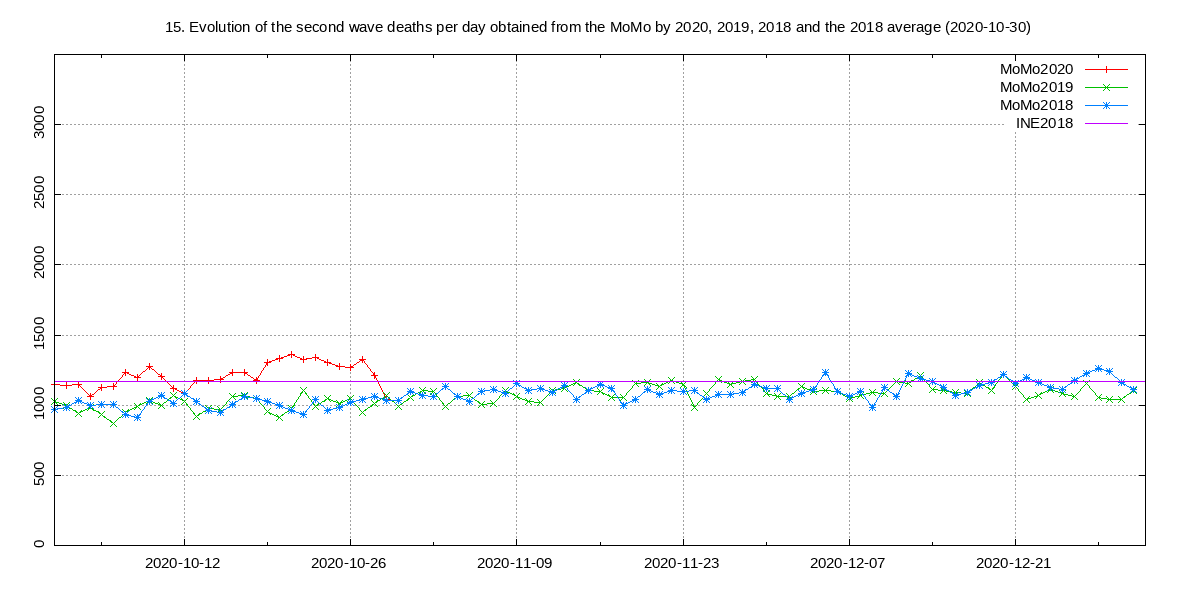 15. Evolution of the second wave deaths per day obtained from the MoMo by 2020, 2019, 2018 and the 2018 average (2020-10-30)
MoMo2020
MoMo2019
MoMo2018
INE2018
3000
2500
2000
1500
1000
500
0
2020-10-12 2020-10-26 2020-11-09 2020-11-23 2020-12-07 2020-12-21